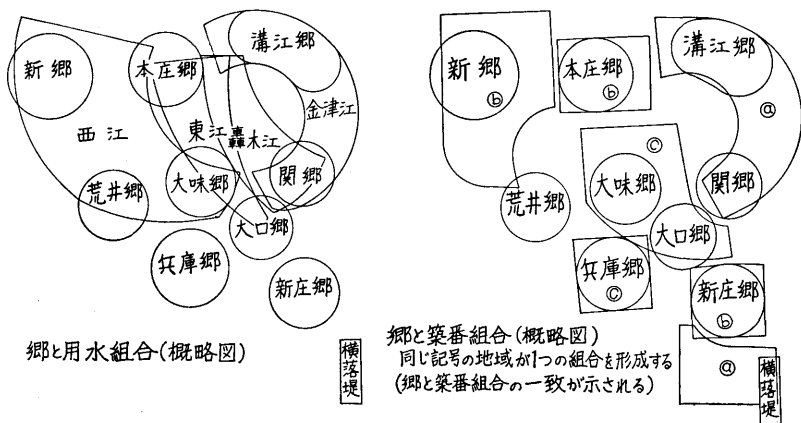 新郷
本庄郷
溝江郷
金津江
西江
東江
轟木江
荒井郷
大味郷
関郷
大口郷
兵庫郷
新庄郷
郷と用水組合(概略図)
横落堤
新郷
ⓑ
本庄郷
ⓑ
溝江郷
ⓐ
ⓒ
荒井郷
大味郷
関郷
大口郷
兵庫郷
ⓒ
新庄郷
ⓑ
ⓐ
横落堤
郷と築番組合(概略図)
同じ記号の地域が1つの組合を形成する
(郷と築番組合の一致が示される)